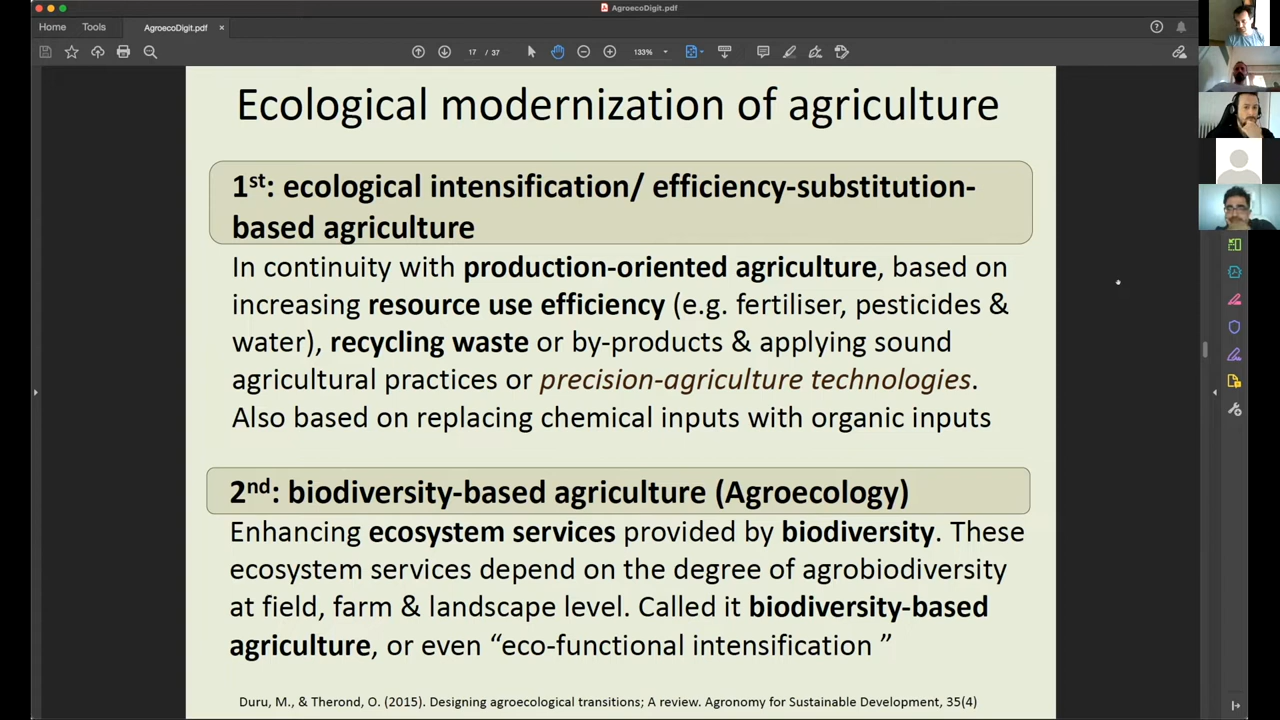 AgroecoDigit.pdf
Home Tools AgroecoDigit.pdf ×
17 / 37 133%
Ecological modernization of agriculture
1st: ecological intensification/ efficiency-substitution-
based agriculture
In continuity with production-oriented agriculture, based on
increasing resource use efficiency (e.g. fertiliser, pesticides &
water), recycling waste or by-products & applying sound
agricultural practices or precision-agriculture technologies.
Also based on replacing chemical inputs with organic inputs
2nd: biodiversity-based agriculture (Agroecology)
Enhancing ecosystem services provided by biodiversity. These
ecosystem services depend on the degree of agrobiodiversity
at field, farm & landscape level. Called it biodiversity-based
agriculture, or even “eco-functional intensification ”
Duru, M., & Therond, O. (2015). Designing agroecological transitions; A review. Agronomy for Sustainable Development, 35(4)